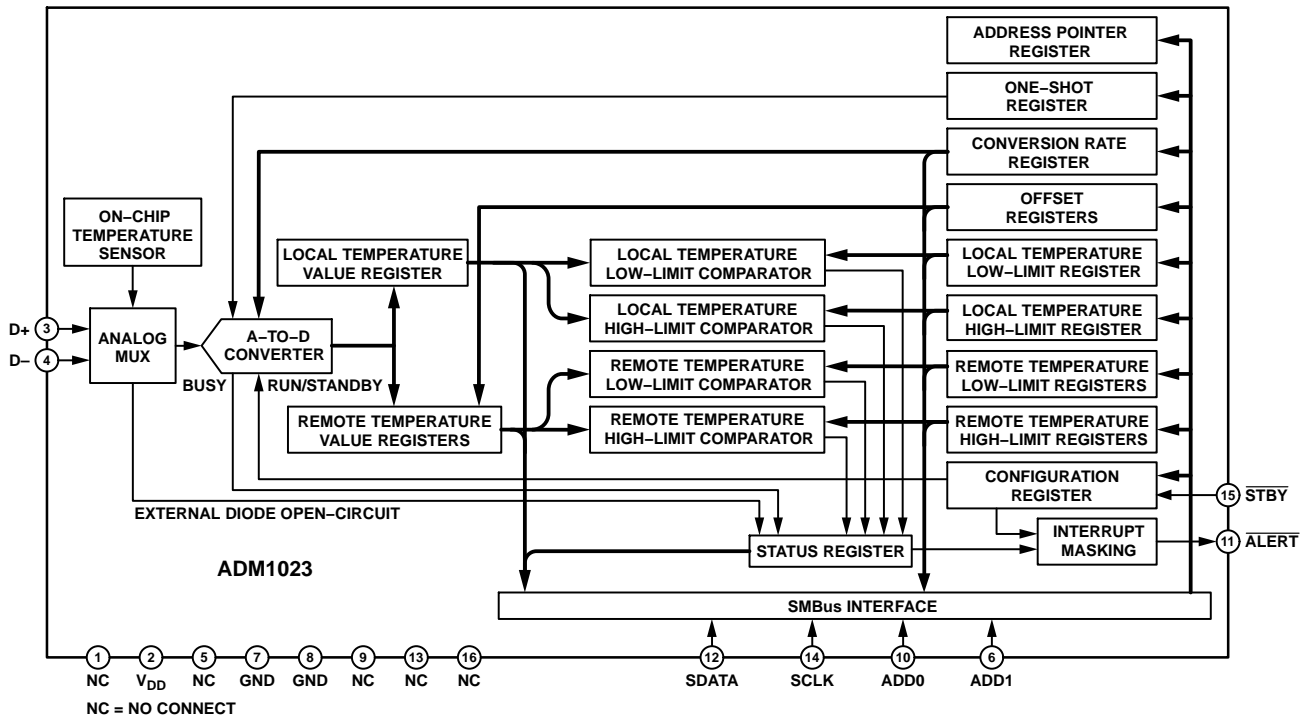 ADDRESS POINTER
REGISTER
ONE–SHOT
REGISTER
CONVERSION RATE
REGISTER
OFFSET
REGISTERS
ON–CHIP
TEMPERATURE
SENSOR
LOCAL TEMPERATURE
VALUE REGISTER
LOCAL TEMPERATURE
LOW–LIMIT COMPARATOR
LOCAL TEMPERATURE
LOW–LIMIT REGISTER
LOCAL TEMPERATURE
HIGH–LIMIT COMPARATOR
LOCAL TEMPERATURE
HIGH–LIMIT REGISTER
D+ 3
D– 4
ANALOG
MUX
A–TO–D
CONVERTER
BUSY
RUN/STANDBY
REMOTE TEMPERATURE
LOW–LIMIT COMPARATOR
REMOTE TEMPERATURE
LOW–LIMIT REGISTERS
REMOTE TEMPERATURE
VALUE REGISTERS
REMOTE TEMPERATURE
HIGH–LIMIT COMPARATOR
REMOTE TEMPERATURE
HIGH–LIMIT REGISTERS
CONFIGURATION
REGISTER
15 STBY
EXTERNAL DIODE OPEN–CIRCUIT
STATUS REGISTER
INTERRUPT
MASKING
11 ALERT
ADM1023
SMBus INTERFACE
1 2 5 7 8 9 13 16 12 14 10 6
NC VDD NC GND GND NC NC NC SDATA SCLK ADD0 ADD1
NC = NO CONNECT